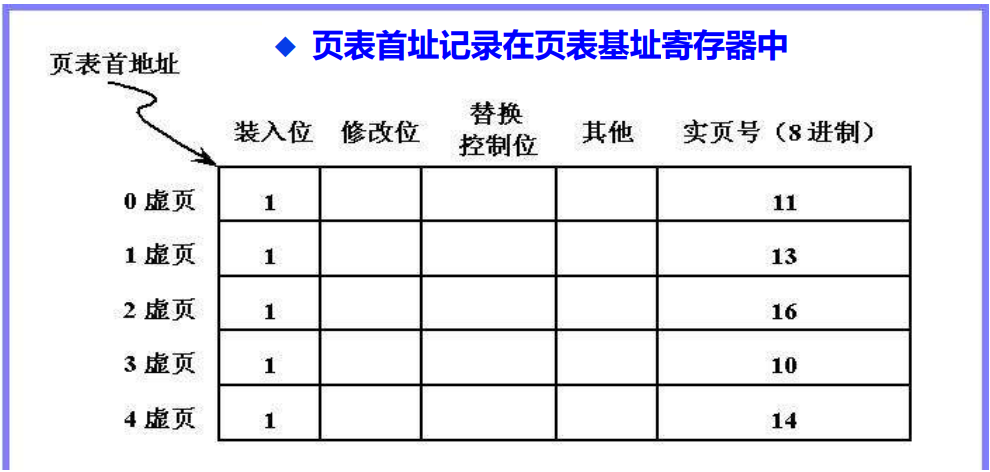 ◆ 页表首址记录在页表基址寄存器中
页表首地址
装入位 修改位 替换控制位 其他 实页号（8进制）
0 虚页 1 11
1 虚页 1 13
2 虚页 1 16
3 虚页 1 10
4 虚页 1 14